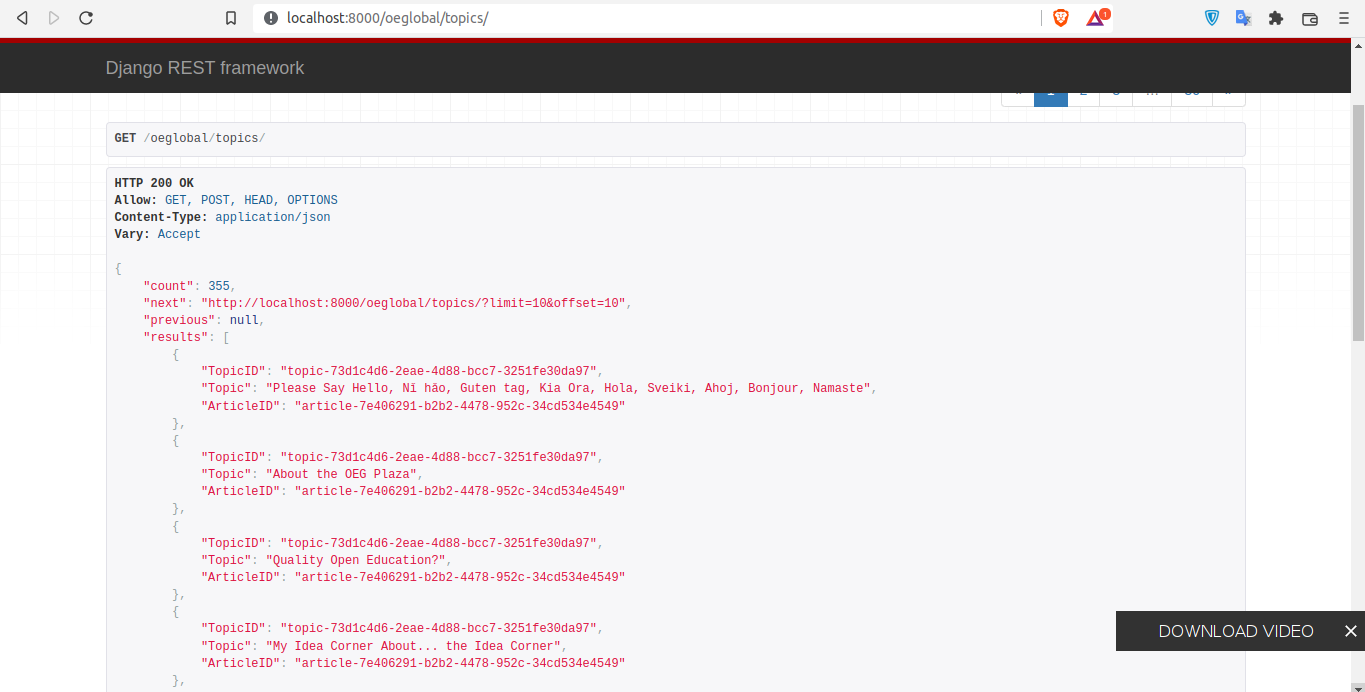 localhost:8000/oeglobal/topics/
1
Django REST framework
GET /oeglobal/topics/
HTTP 200 OK
Allow: GET, POST, HEAD, OPTIONS
Content-Type: application/json
Vary: Accept
{
"count": 355,
"next": "http://localhost:8000/oeglobal/topics/?limit=10&offset=10",
"previous": null,
"results": [
{
"TopicID": "topic-73d1c4d6-2eae-4d88-bcc7-3251fe30da97",
"Topic": "Please Say Hello, Nǐ hǎo, Guten tag, Kia Ora, Hola, Sveiki, Ahoj, Bonjour, Namaste",
"ArticleID": "article-7e406291-b2b2-4478-952c-34cd534e4549"
},
{
"TopicID": "topic-73d1c4d6-2eae-4d88-bcc7-3251fe30da97",
"Topic": "About the OEG Plaza",
"ArticleID": "article-7e406291-b2b2-4478-952c-34cd534e4549"
},
{
"TopicID": "topic-73d1c4d6-2eae-4d88-bcc7-3251fe30da97",
"Topic": "Quality Open Education?",
"ArticleID": "article-7e406291-b2b2-4478-952c-34cd534e4549"
},
{
"TopicID": "topic-73d1c4d6-2eae-4d88-bcc7-3251fe30da97",
"Topic": "My Idea Corner About... the Idea Corner",
"ArticleID": "article-7e406291-b2b2-4478-952c-34cd534e4549"
},
DOWNLOAD VIDEO